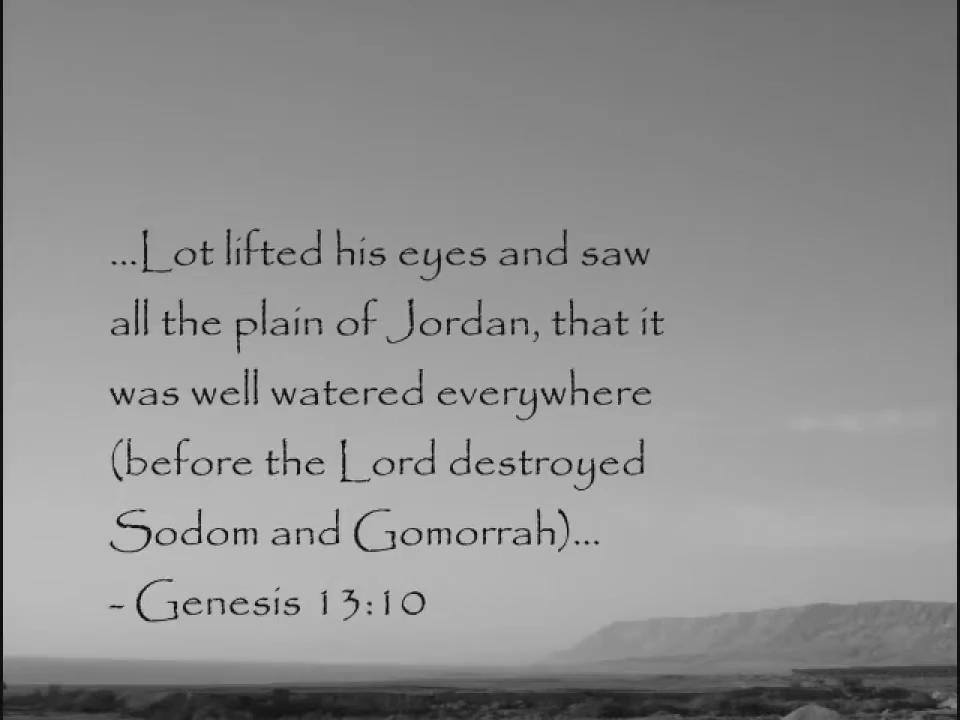 ...Lot lifted his eyes and saw
all the plain of Jordan, that it
was well watered everywhere
(before the Lord destroyed
Sodom and Gomorrah)...
- Genesis 13:10